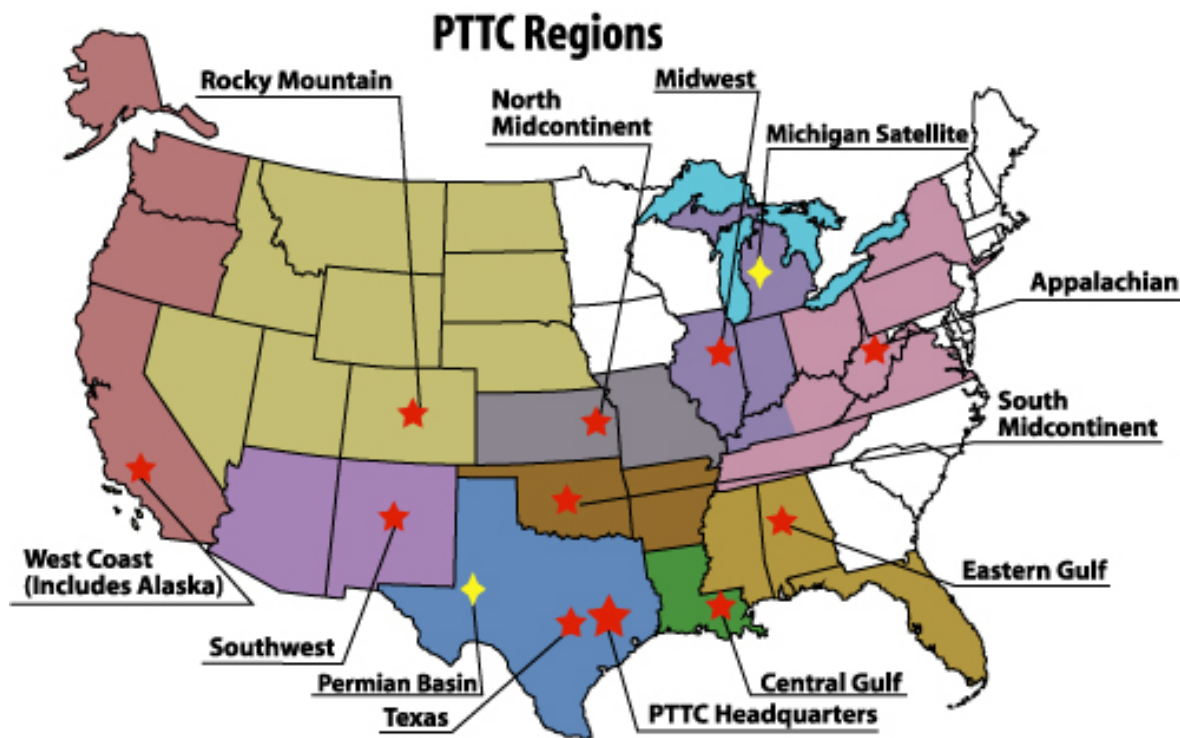 PTTC Regions
Rocky Mountain
North
Midcontinent
Midwest
Michigan Satellite
Appalachian
South
Midcontinent
West Coast
(Includes Alaska)
Eastern Gulf
Southwest
Permian Basin
Central Gulf
Texas
PTTC Headquarters